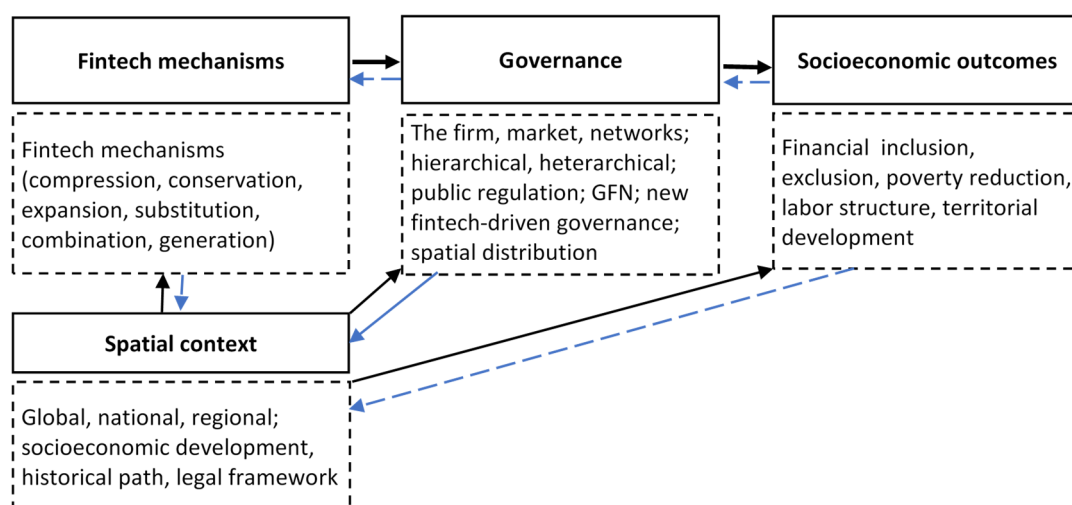 Fintech mechanisms
Governance
Socioeconomic outcomes
Fintech mechanisms
(compression, conservation,
expansion, substitution,
combination, generation)
The firm, market, networks;
hierarchical, heterarchical;
public regulation; GFN; new
fintech-driven governance;
spatial distribution
Financial inclusion,
exclusion, poverty reduction,
labor structure, territorial
development
Spatial context
Global, national, regional;
socioeconomic development,
historical path, legal framework